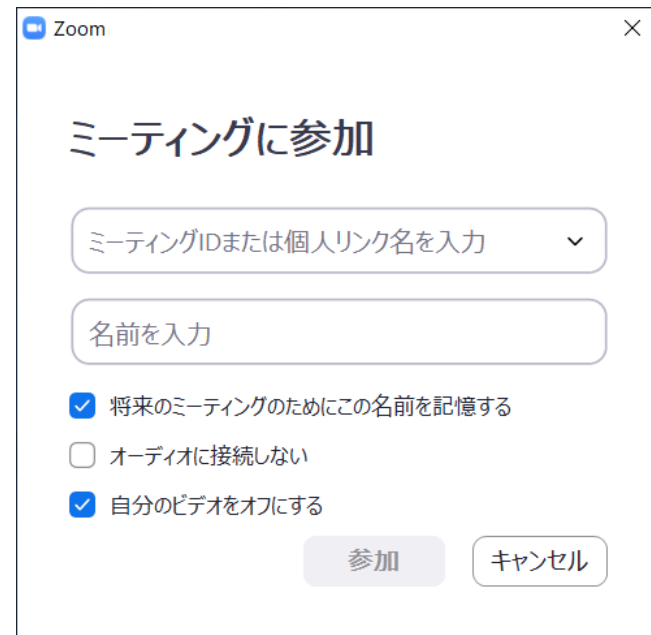 Zoom
ミーティングに参加
ミーティングIDまたは個人リンク名を入力
名前を入力
将来のミーティングのためにこの名前を記憶する
オーディオに接続しない
自分のビデオをオフにする
参加 キャンセル